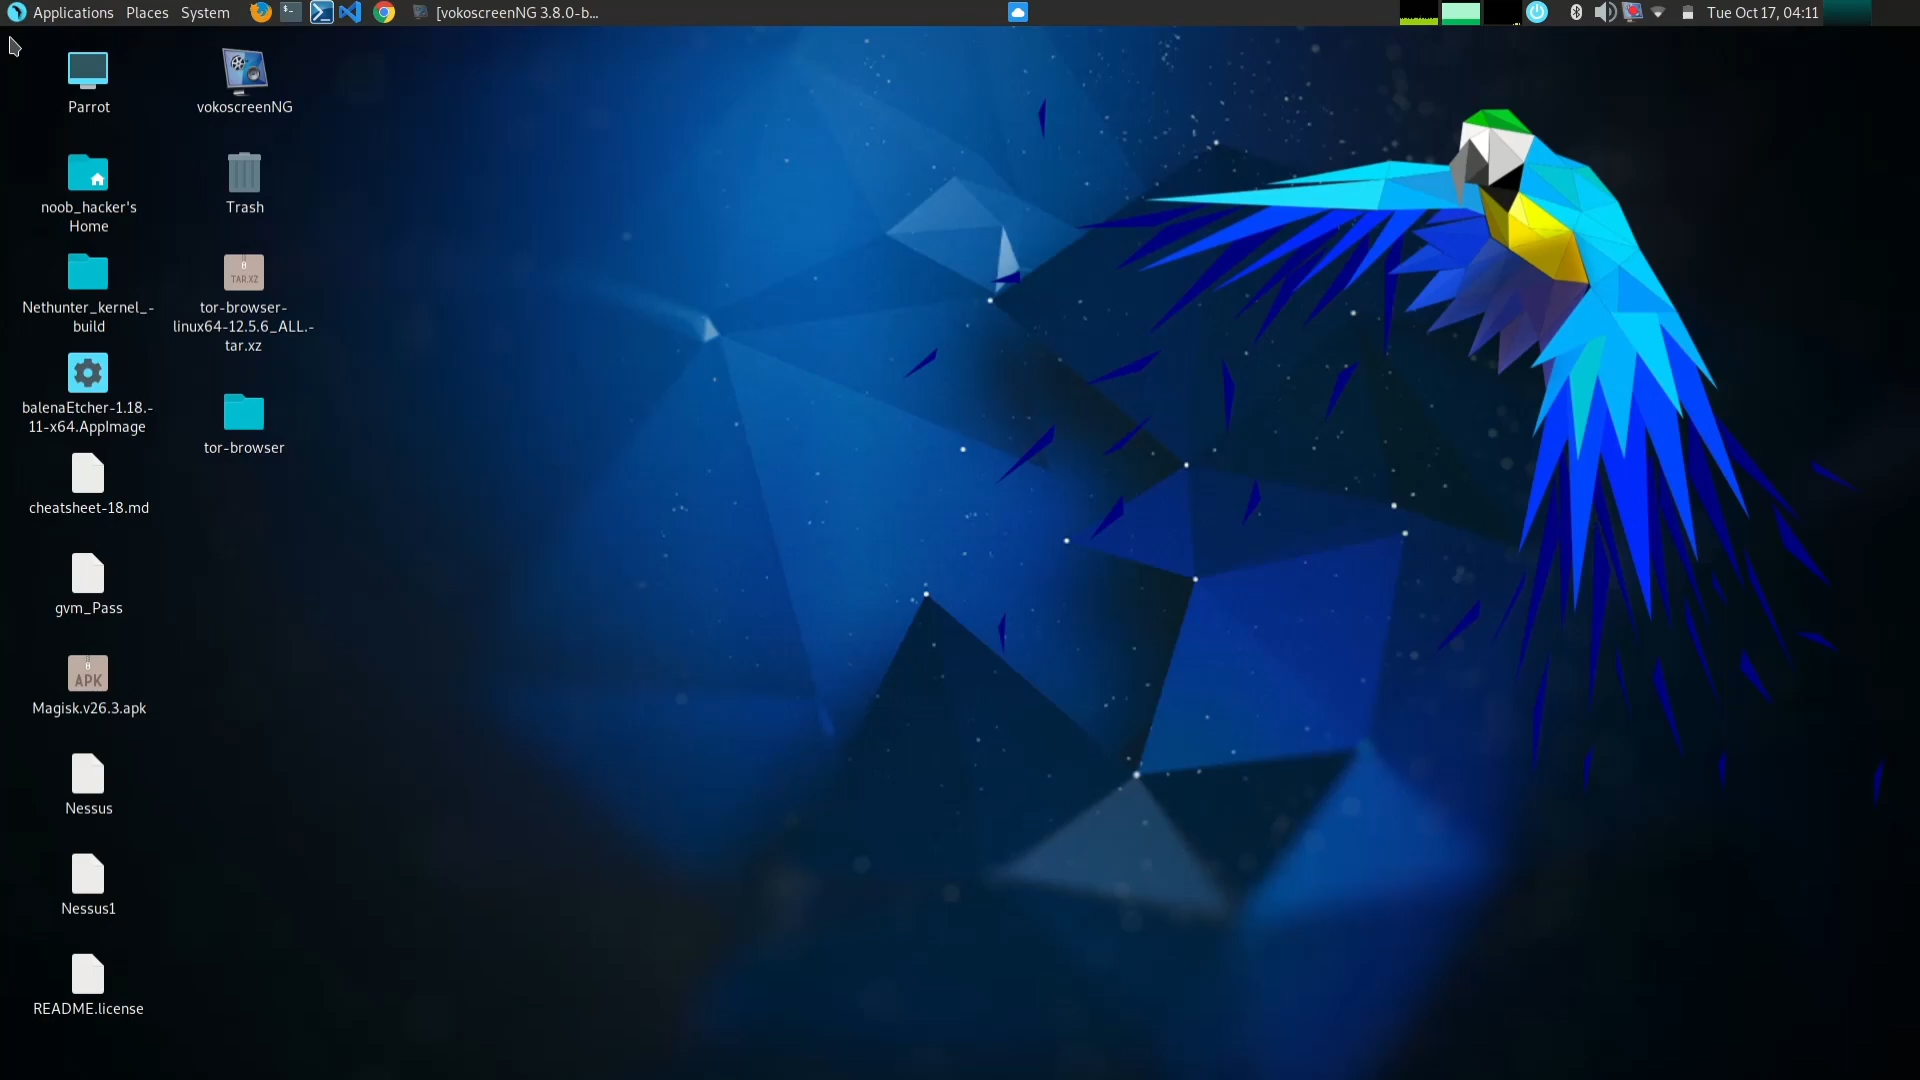 Applications Places System [vokoscreenNG 3.8.0-b... Tue Oct 17, 04:11
Parrot
noob_hacker's
Home
Nethunter_kernel_-
build
balenaEtcher-1.18.-
11-x64.AppImage
cheatsheet-18.md
gvm_Pass
APK
Magisk.v26.3.apk
Nessus
Nessus1
README.license
vokoscreenNG
Trash
TAR.XZ
tor-browser-
linux64-12.5.6_ALL.-
tar.xz
tor-browser